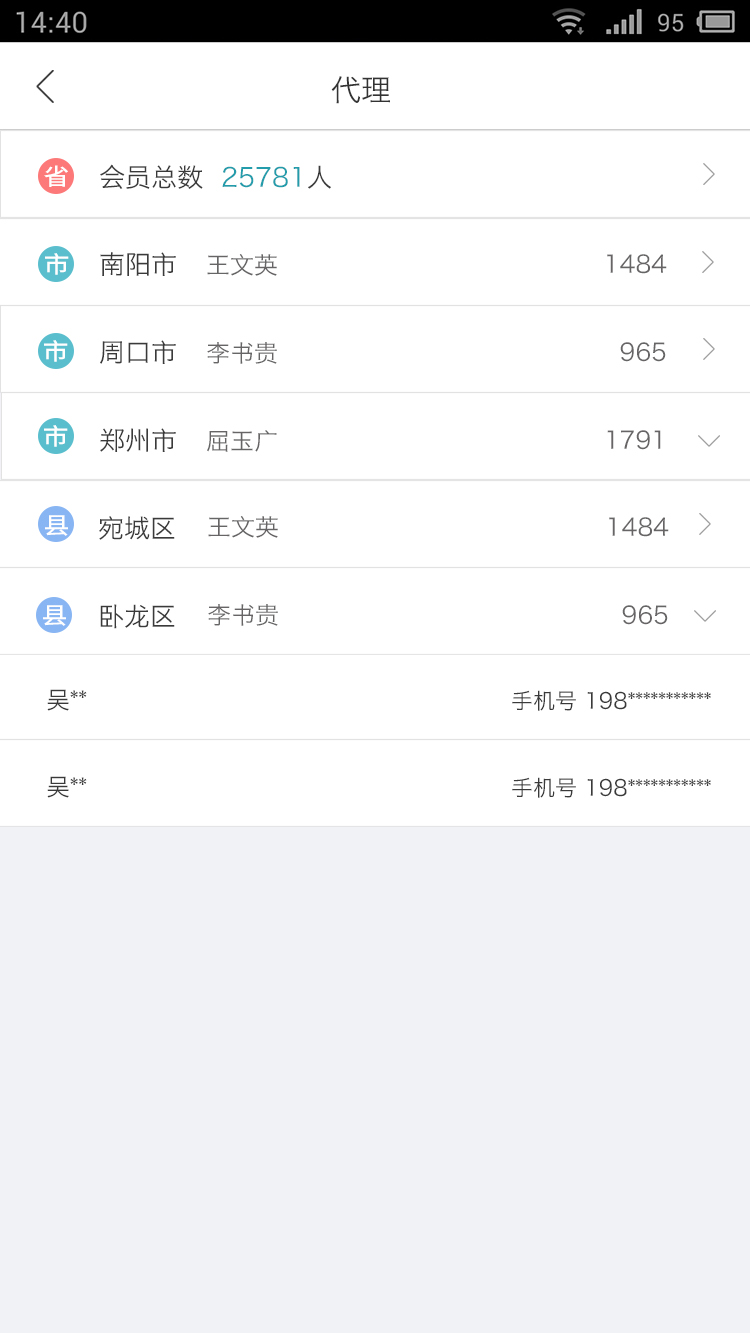 14:40 95
代理
省 会员总数 25781人
市 南阳市 王文英 1484
市 周口市 李书贵 965
市 郑州市 屈玉广 1791
县 宛城区 王文英 1484
县 卧龙区 李书贵 965
吴** 手机号 198***********
吴** 手机号 198***********